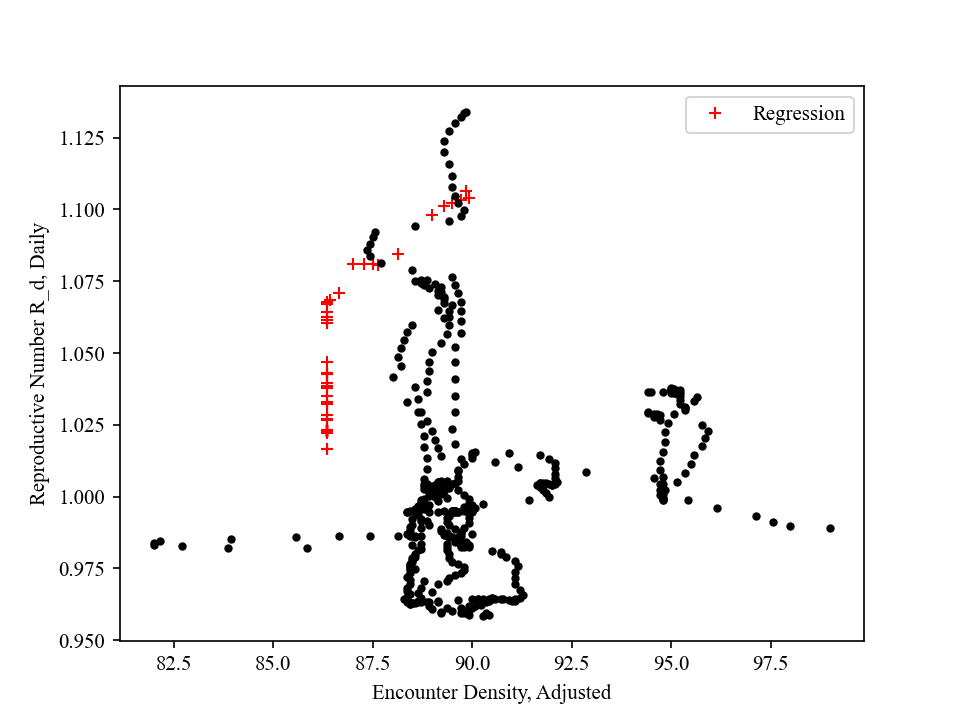 Regression
1.125
1.100
1.075
1.050
1.025
1.000
0.975
0.950
Reproductive Number R_d, Daily
82.5 85.0 87.5 90.0 92.5 95.0 97.5
Encounter Density, Adjusted